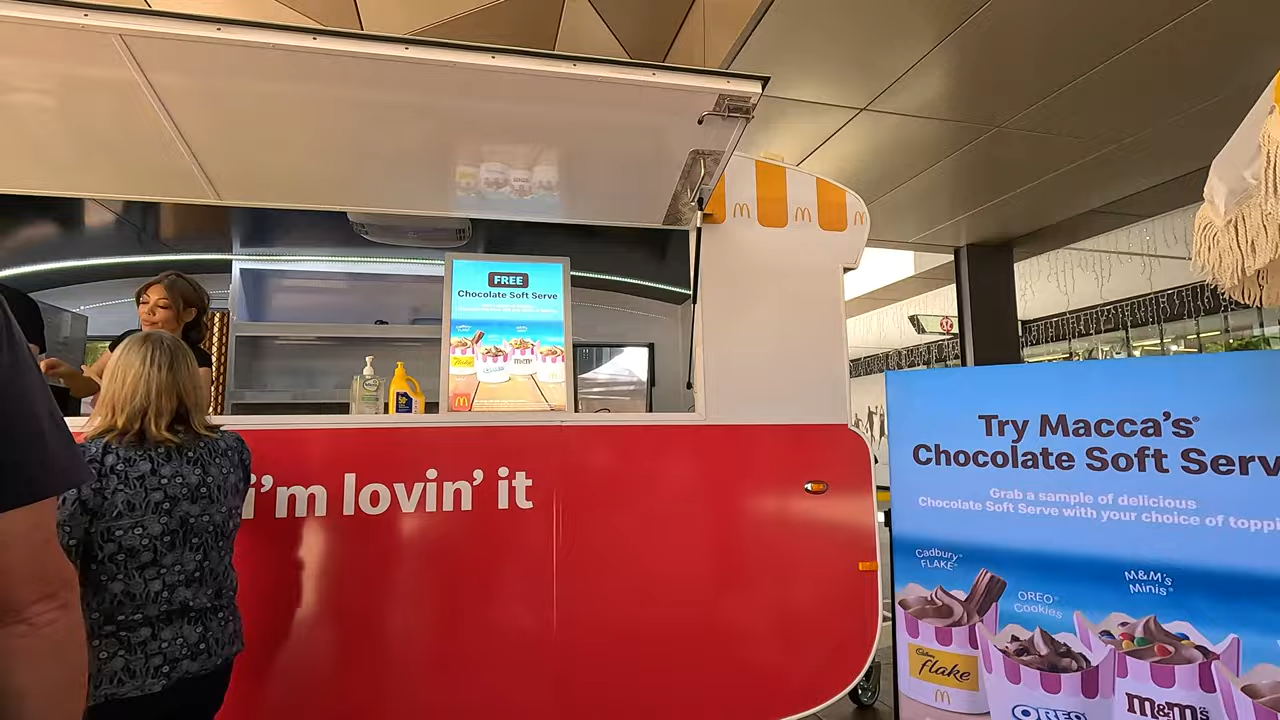 FREE
Chocolate Soft Serve
i'm lovin' it
Try Macca's®
Chocolate Soft Serv
Grab a sample of delicious
Chocolate Soft Serve with your choice of toppi
Cadbury®
FLAKE®
OREO®
Cookies
M&M's®
Minis®
Cadbury
flake
OREO
m&m's